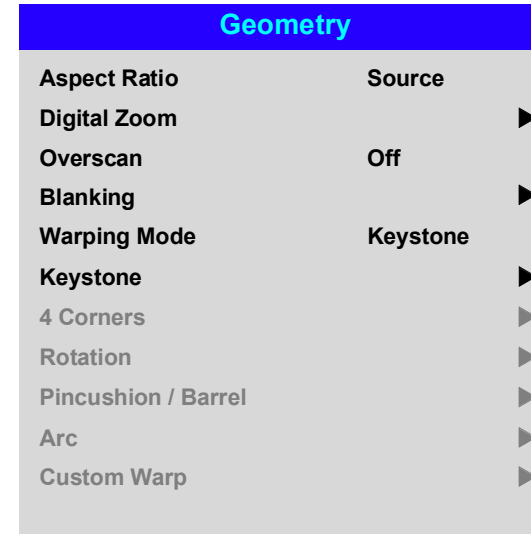 Geometry
Aspect Ratio Source
Digital Zoom
Overscan Off
Blanking
Warping Mode Keystone
Keystone
4 Corners
Rotation
Pincushion / Barrel
Arc
Custom Warp